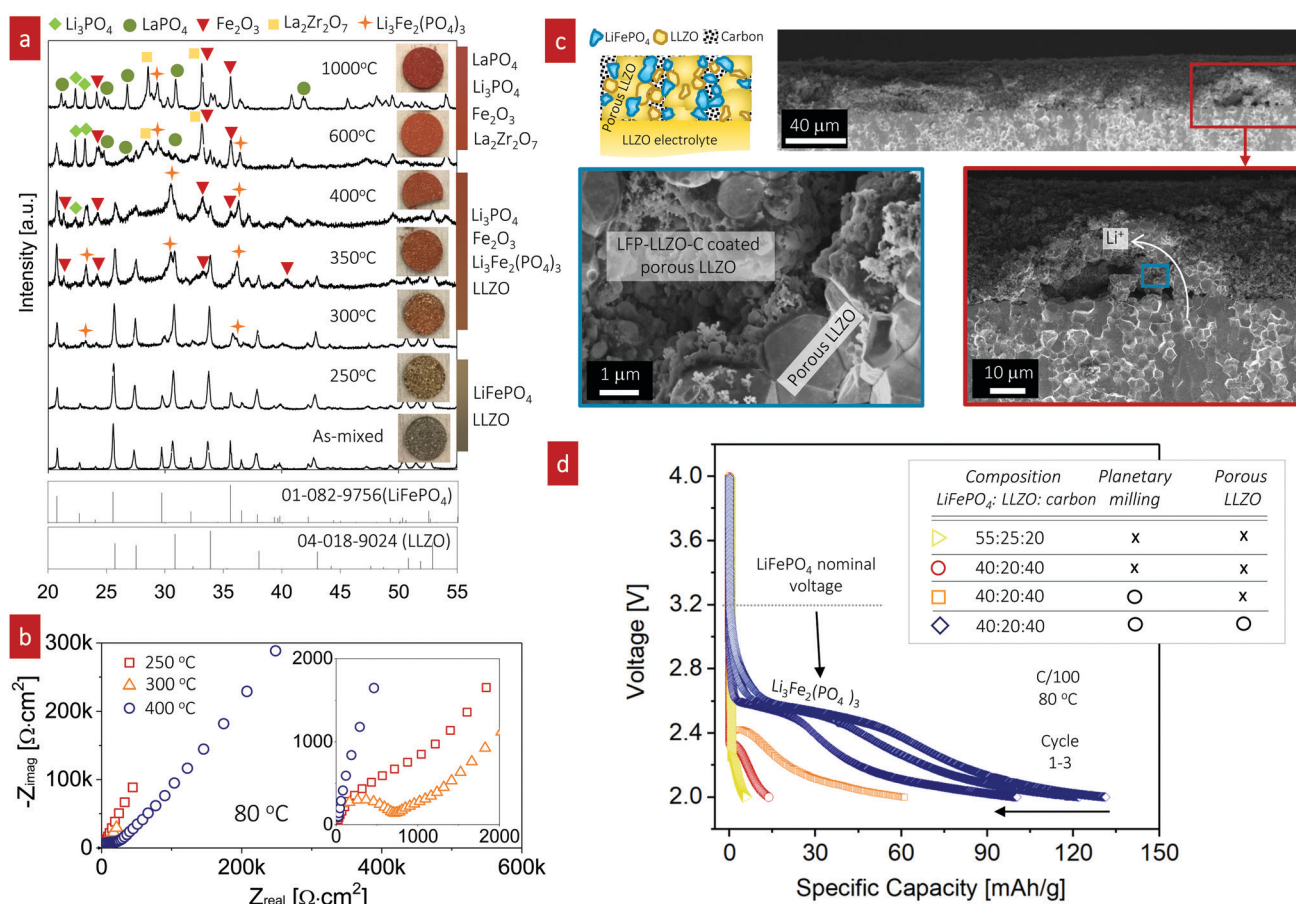 a
Li₃PO₄ LaPO₄ Fe₂O₃ La₂Zr₂O₇ Li₃Fe₂(PO₄)₃
1000°C
600°C
400°C
350°C
300°C
250°C
As-mixed
LaPO₄
Li₃PO₄
Fe₂O₃
La₂Zr₂O₇
Li₃PO₄
Fe₂O₃
Li₃Fe₂(PO₄)₃
LLZO
LiFePO₄
LLZO
Intensity [a.u.]
01-082-9756(LiFePO₄)
04-018-9024 (LLZO)
20 25 30 35 40 45 50 55
b
300k
200k
100k
0
-Z_imag [Ω·cm²]
250 °C
300 °C
400 °C
80 °C
2000
1000
0
0 1000 2000
0 200k 400k 600k
Z_real [Ω·cm²]
c
LiFePO₄ LLZO Carbon
Porous LLZO
LLZO electrolyte
40 μm
LFP-LLZO-C coated
porous LLZO
Porous LLZO
1 μm
Li⁺
10 μm
d
4.0
3.6
3.2
2.8
2.4
2.0
Voltage [V]
Composition Planetary Porous
LiFePO₄: LLZO: carbon milling LLZO
55:25:20 x x
40:20:40 x x
40:20:40 O x
40:20:40 O O
LiFePO₄ nominal
voltage
Li₃Fe₂(PO₄)₃
C/100
80 °C
Cycle
1-3
0 30 60 90 120 150
Specific Capacity [mAh/g]